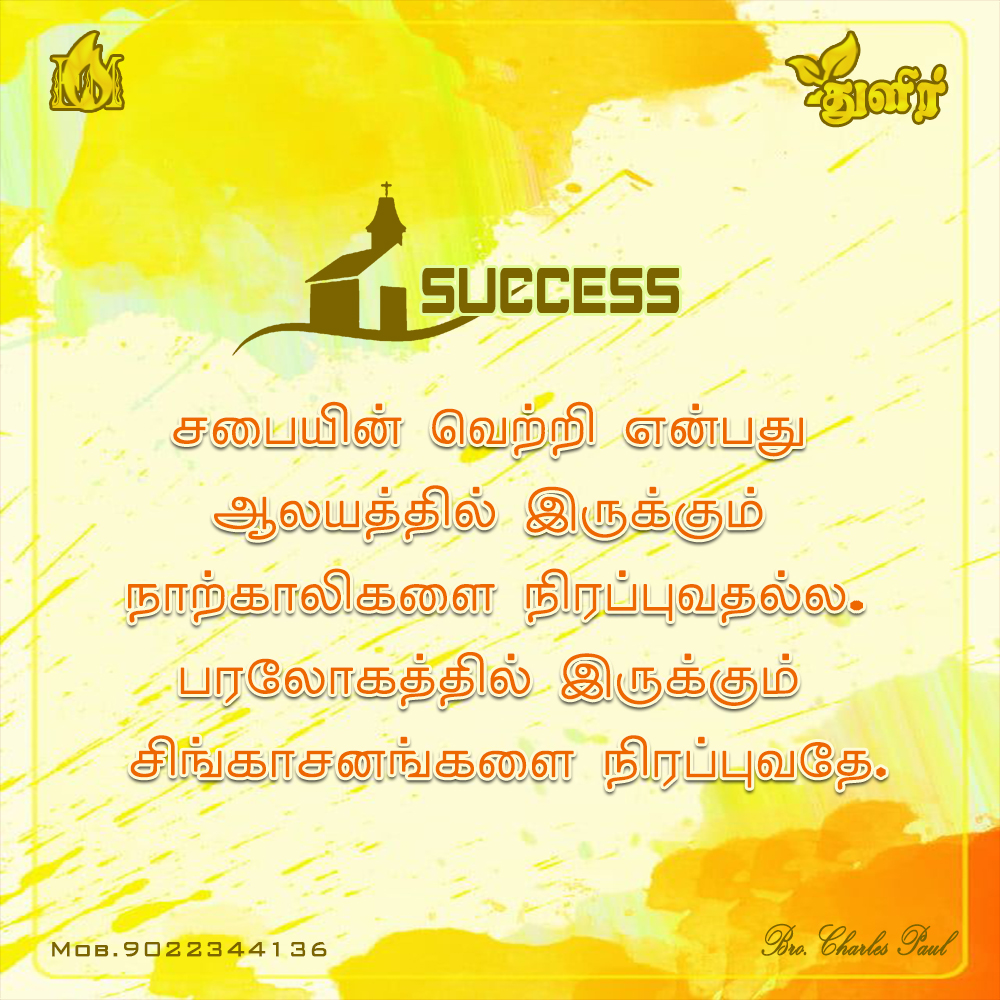 துளிர்
SUCCESS
சபையின் வெற்றி என்பது
ஆலயத்தில் இருக்கும்
நாற்காலிகளை நிரப்புவதல்ல.
பரலோகத்தில் இருக்கும்
சிங்காசனங்களை நிரப்புவதே.
Mob.9022344136
Bro. Charles Paul